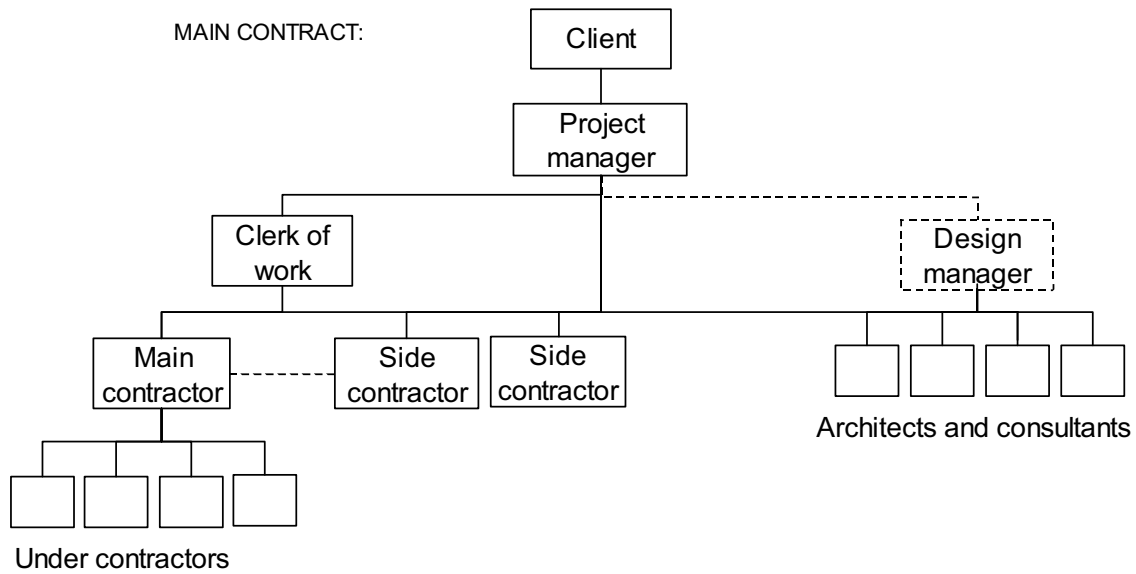 MAIN CONTRACT:
Client
Project
manager
Clerk of
work
Design
manager
Main
contractor
Side
contractor
Side
contractor
Architects and consultants
Under contractors